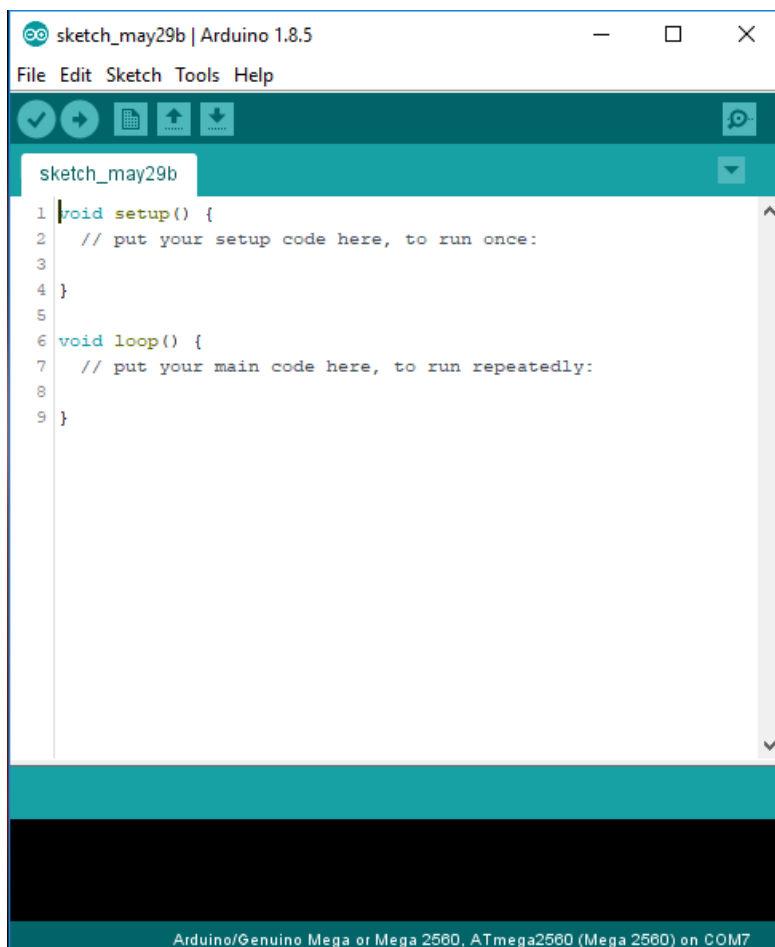 sketch_may29b | Arduino 1.8.5
File Edit Sketch Tools Help
sketch_may29b
1 void setup() {
2   // put your setup code here, to run once:
3
4 }
5
6 void loop() {
7   // put your main code here, to run repeatedly:
8
9 }
Arduino/Genuino Mega or Mega 2560, ATmega2560 (Mega 2560) on COM7